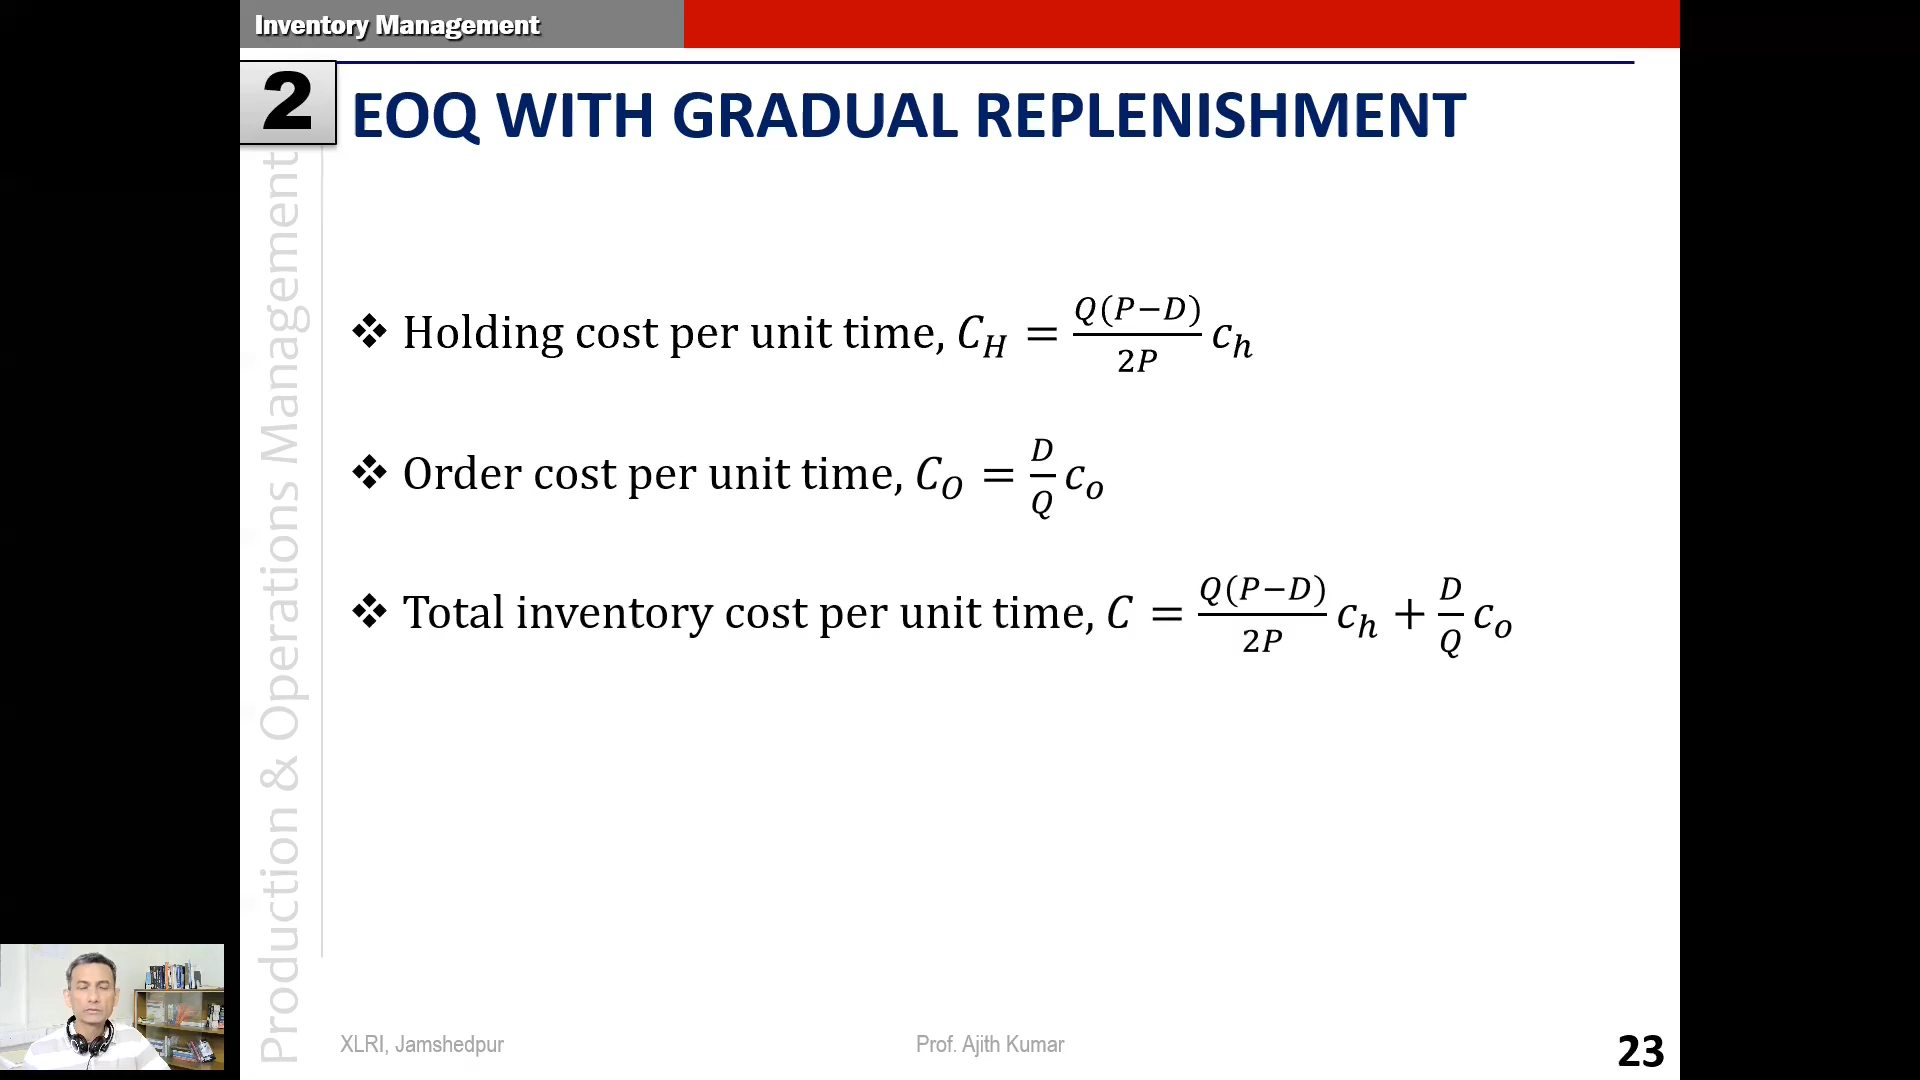 Inventory Management
2
EOQ WITH GRADUAL REPLENISHMENT
Production & Operations Management
❖ Holding cost per unit time, C_H = Q(P−D)/2P c_h
❖ Order cost per unit time, C_O = D/Q c_o
❖ Total inventory cost per unit time, C = Q(P−D)/2P c_h + D/Q c_o
XLRI, Jamshedpur
Prof. Ajith Kumar
23